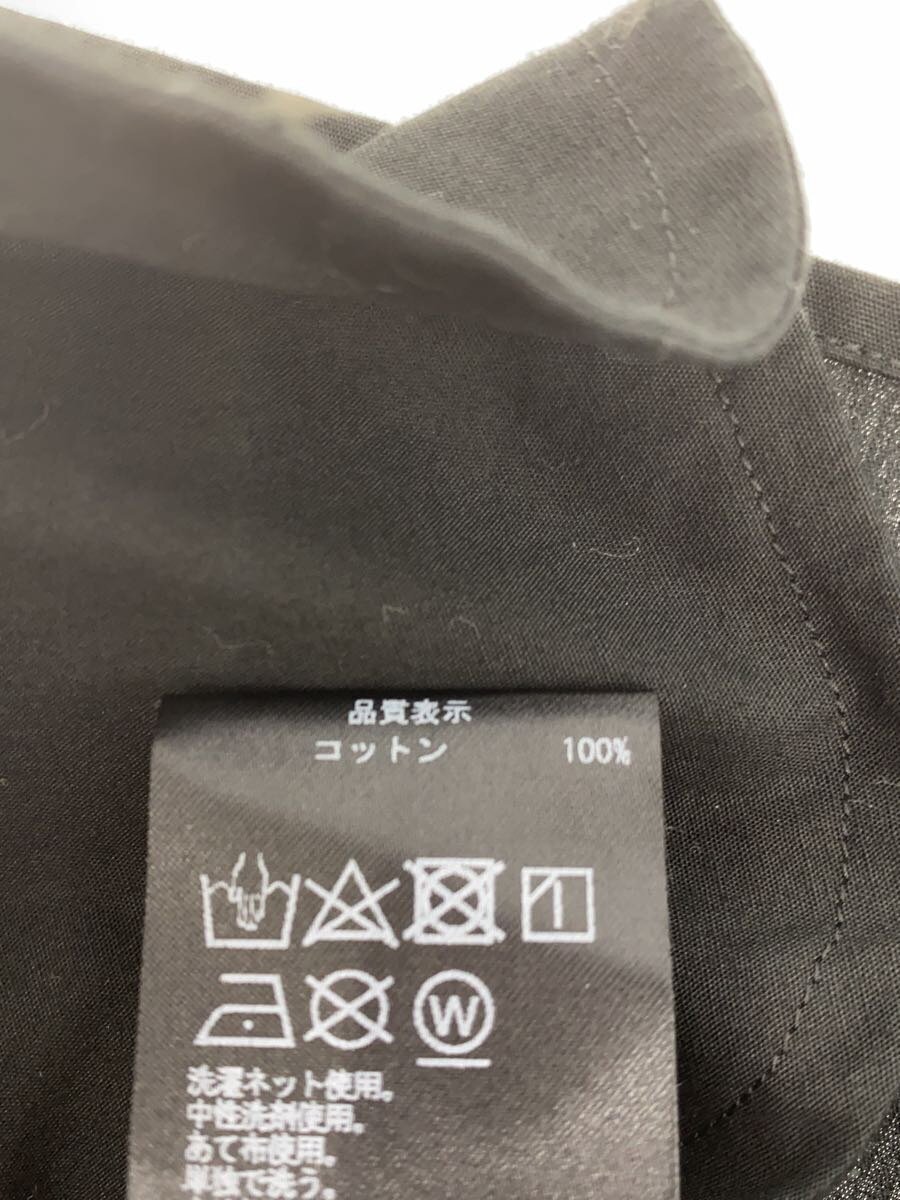 品質表示
コットン 100%
W
洗濯ネット使用。
中性洗剤使用。
あて布使用。
単独で洗う。